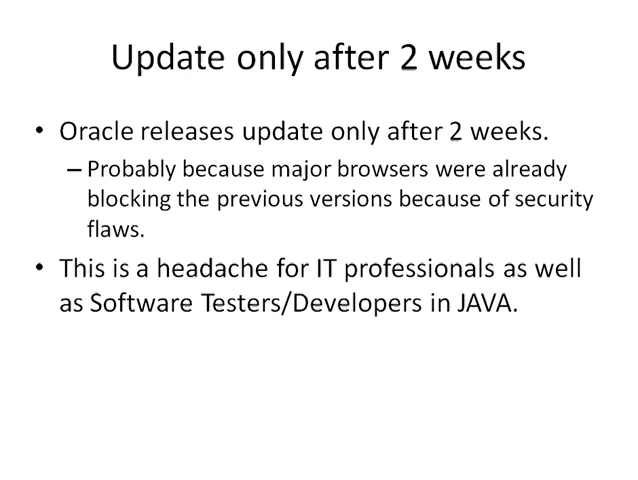 Update only after 2 weeks
• Oracle releases update only after 2 weeks.
– Probably because major browsers were already
blocking the previous versions because of security
flaws.
• This is a headache for IT professionals as well
as Software Testers/Developers in JAVA.